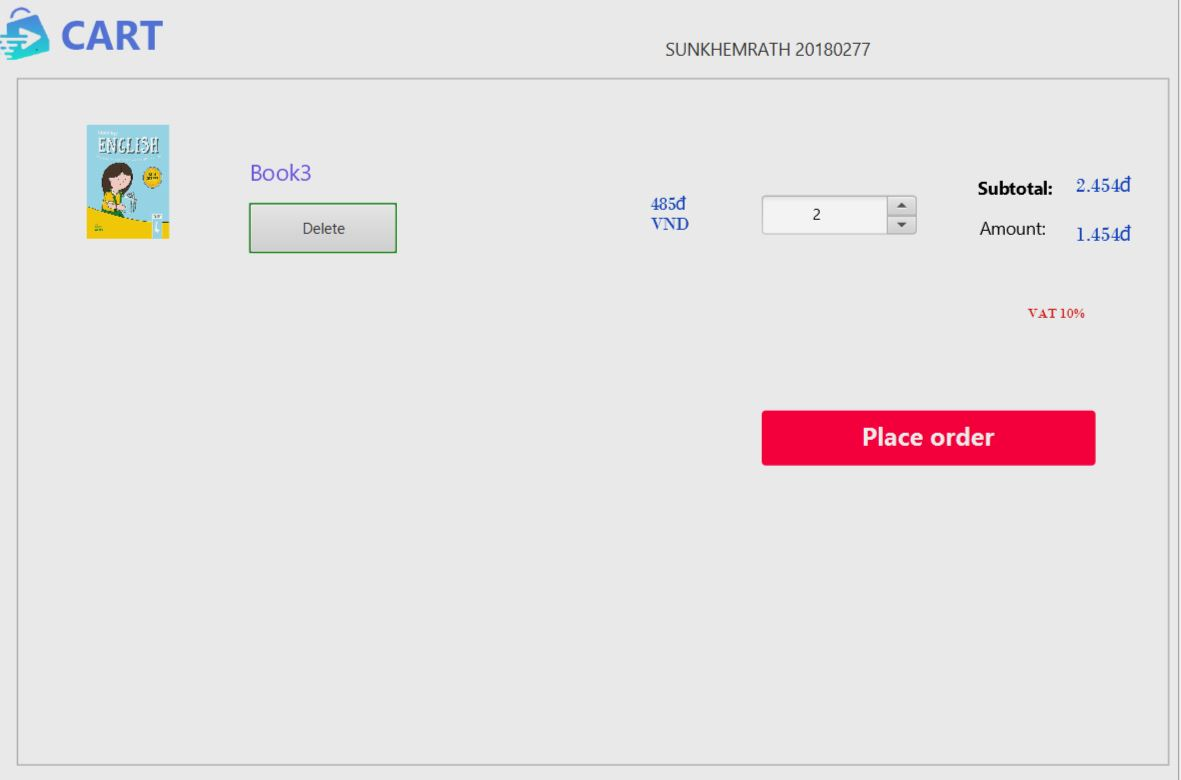 CART
SUNKHEMRATH 20180277
ENGLISH
Book3
Delete
485đ
VND
2
Subtotal: 2.454đ
Amount: 1.454đ
VAT 10%
Place order